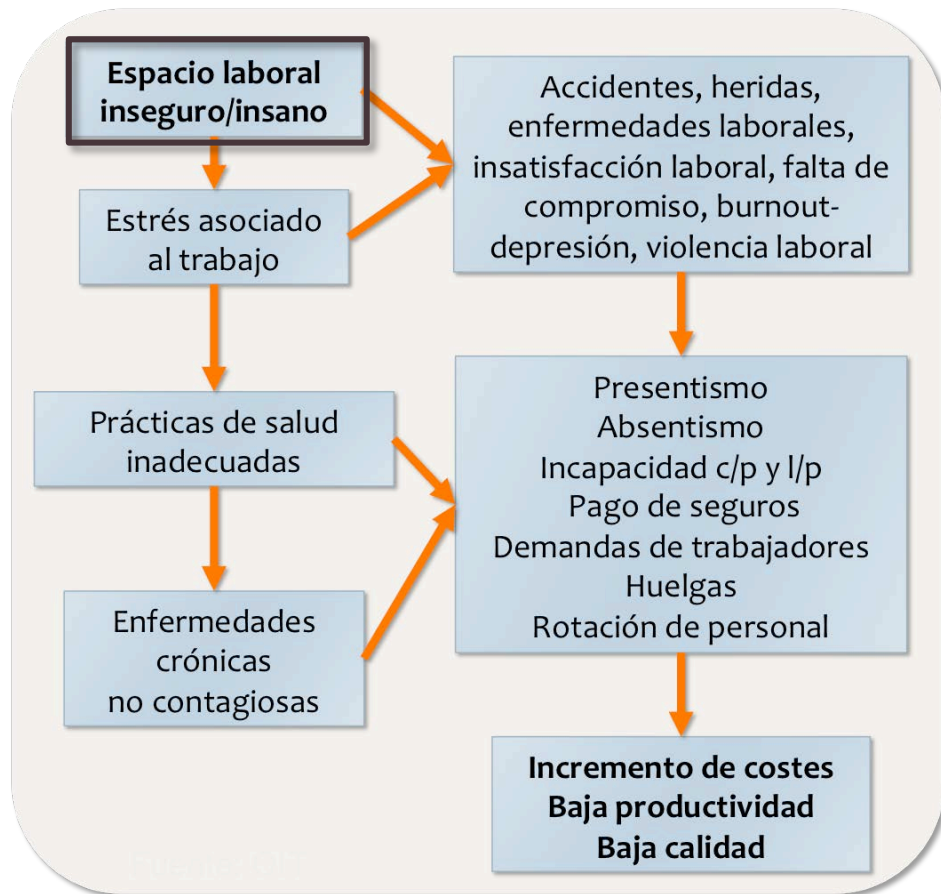 Espacio laboral
inseguro/insano
Accidentes, heridas,
enfermedades laborales,
insatisfacción laboral, falta de
compromiso, burnout-
depresión, violencia laboral
Estrés asociado
al trabajo
Prácticas de salud
inadecuadas
Presentismo
Absentismo
Incapacidad c/p y l/p
Pago de seguros
Demandas de trabajadores
Huelgas
Rotación de personal
Enfermedades
crónicas
no contagiosas
Incremento de costes
Baja productividad
Baja calidad